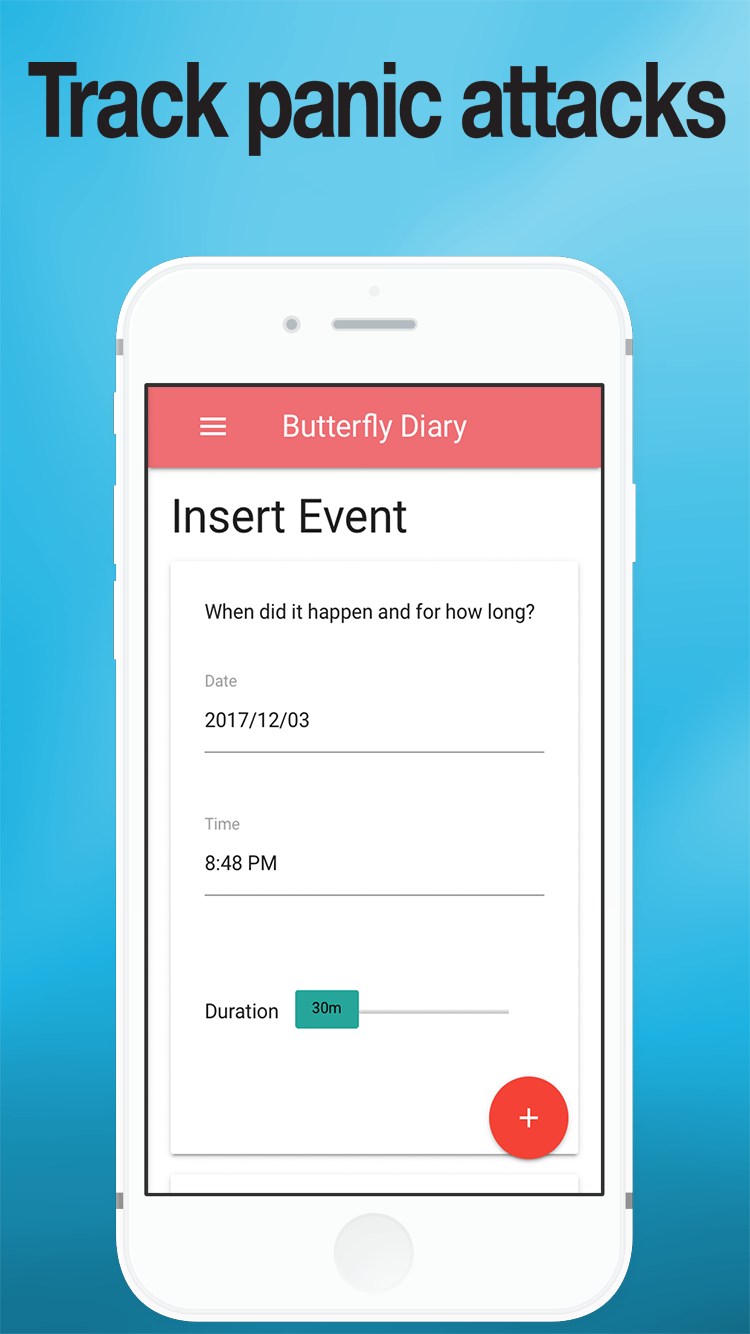 Track panic attacks
Butterfly Diary
Insert Event
When did it happen and for how long?
Date
2017/12/03
Time
8:48 PM
Duration 30m
+